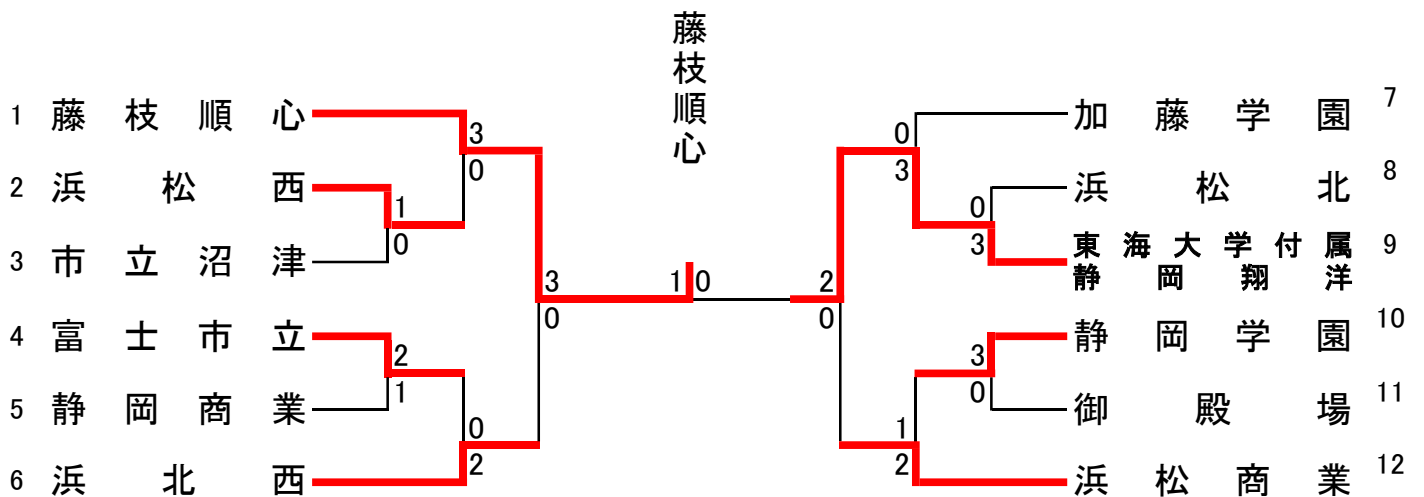 藤枝順心
1 藤枝順心
2 浜松西
3 市立沼津
4 富士市立
5 静岡商業
6 浜北西
3
0
1
0
2
1
0
2
3
0
1 0
2
0
0
3
0
3
3
0
1
2
加藤学園 7
浜松北 8
東海大学付属 9
静岡翔洋
静岡学園 10
御殿場 11
浜松商業 12